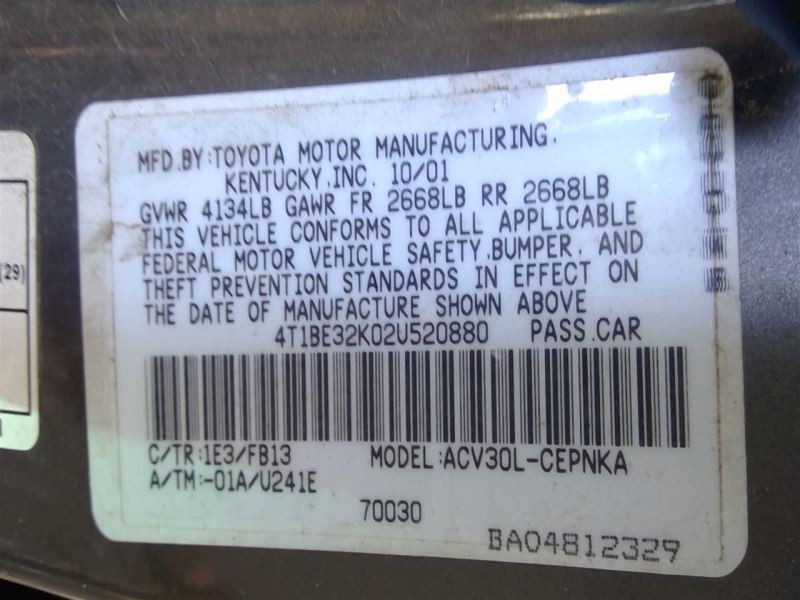 MFD.BY:TOYOTA MOTOR MANUFACTURING,
KENTUCKY,INC. 10/01
GVWR 4134LB GAWR FR 2668LB RR 2668LB
THIS VEHICLE CONFORMS TO ALL APPLICABLE
FEDERAL MOTOR VEHICLE SAFETY,BUMPER, AND
THEFT PREVENTION STANDARDS IN EFFECT ON
THE DATE OF MANUFACTURE SHOWN ABOVE
4T1BE32K02U520880 PASS.CAR
C/TR:1E3/FB13 MODEL:ACV30L-CEPNKA
A/TM:-01A/U241E
70030
BA04812329
(29)